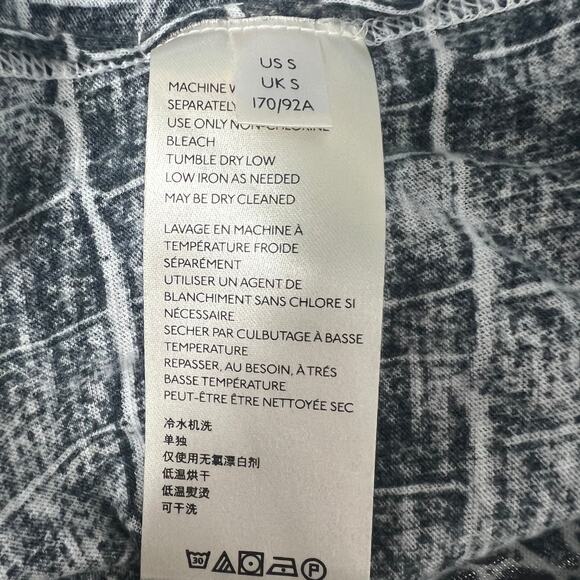 US S
UK S
170/92A
MACHINE
SEPARATELY
USE ONLY NON-CHLORINE
BLEACH
TUMBLE DRY LOW
LOW IRON AS NEEDED
MAY BE DRY CLEANED
LAVAGE EN MACHINE À
TEMPÉRATURE FROIDE
SÉPARÉMENT
UTILISER UN AGENT DE
BLANCHIMENT SANS CHLORE SI
NÉCESSAIRE
SECHER PAR CULBUTAGE À BASSE
TEMPERATURE
REPASSER, AU BESOIN, À TRÉS
BASSE TEMPÉRATURE
PEUT-ÊTRE ÊTRE NETTOYÉE SEC
冷水机洗
单独
仅使用无氯漂白剂
低温烘干
低温熨烫
可干洗
30 P